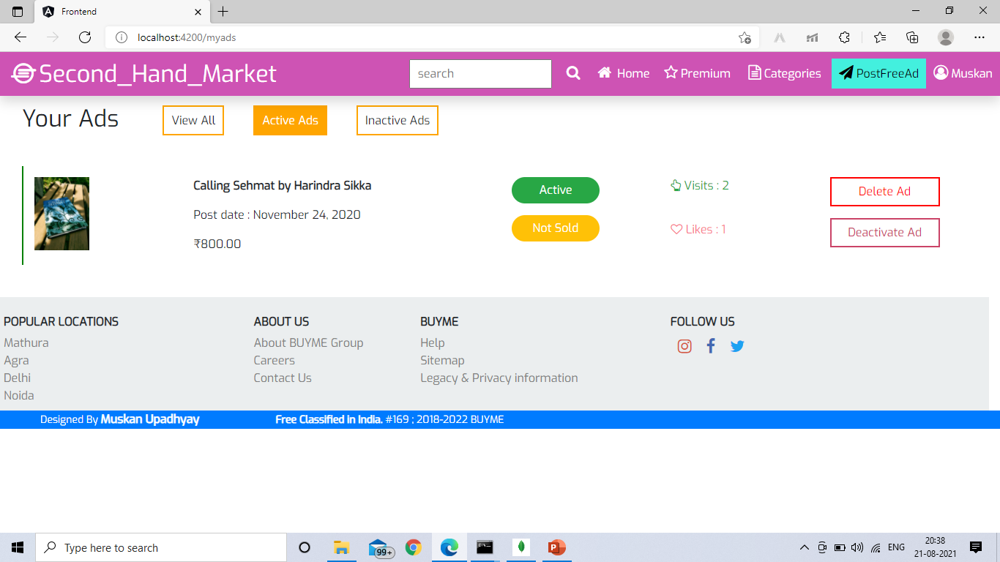 Frontend
localhost:4200/myads
Second_Hand_Market
search
Home
Premium
Categories
PostFreeAd
Muskan
Your Ads
View All
Active Ads
Inactive Ads
Calling Sehmat by Harindra Sikka
Post date : November 24, 2020
₹800.00
Active
Not Sold
Visits : 2
Likes : 1
Delete Ad
Deactivate Ad
POPULAR LOCATIONS
Mathura
Agra
Delhi
Noida
ABOUT US
About BUYME Group
Careers
Contact Us
BUYME
Help
Sitemap
Legacy & Privacy information
FOLLOW US
Designed By Muskan Upadhyay
Free Classified in India. #169 ; 2018-2022 BUYME
Type here to search
99+
ENG
20:38
21-08-2021